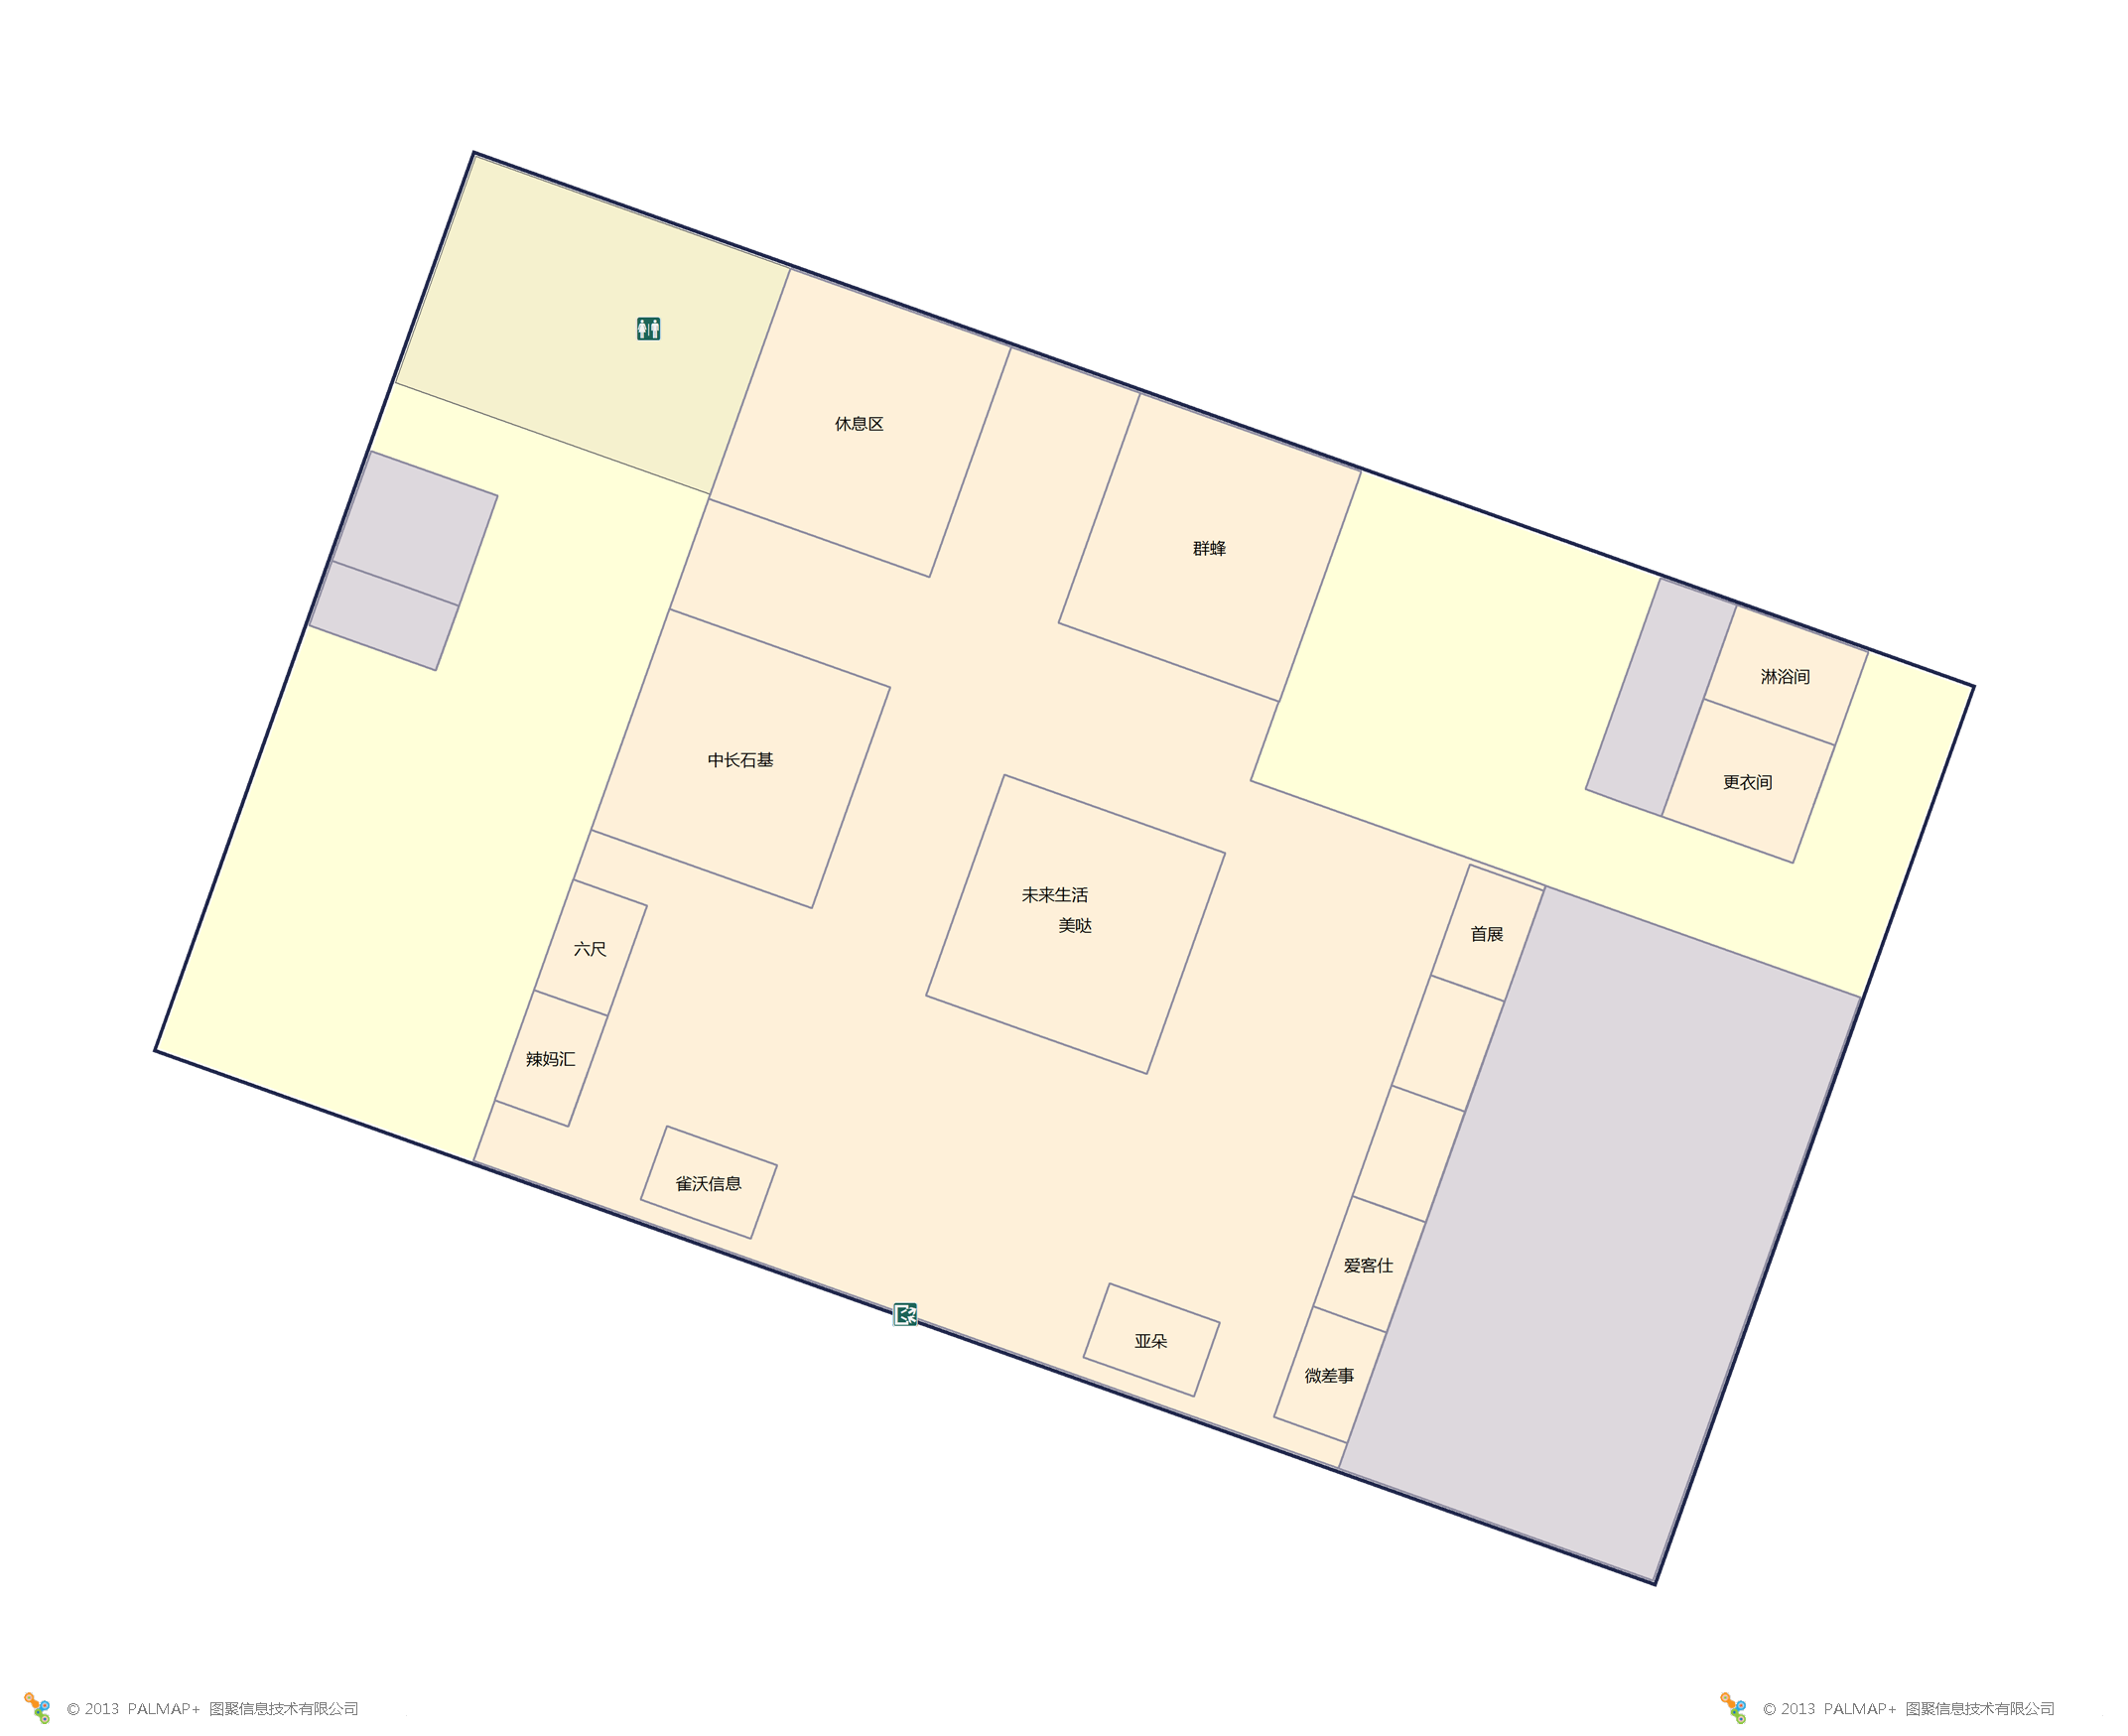 休息区
群蜂
淋浴间
更衣间
中长石基
未来生活
美哒
首展
六尺
辣妈汇
雀沃信息
爱客仕
亚朵
微差事
© 2013 PALMAP+ 图聚信息技术有限公司
© 2013 PALMAP+ 图聚信息技术有限公司